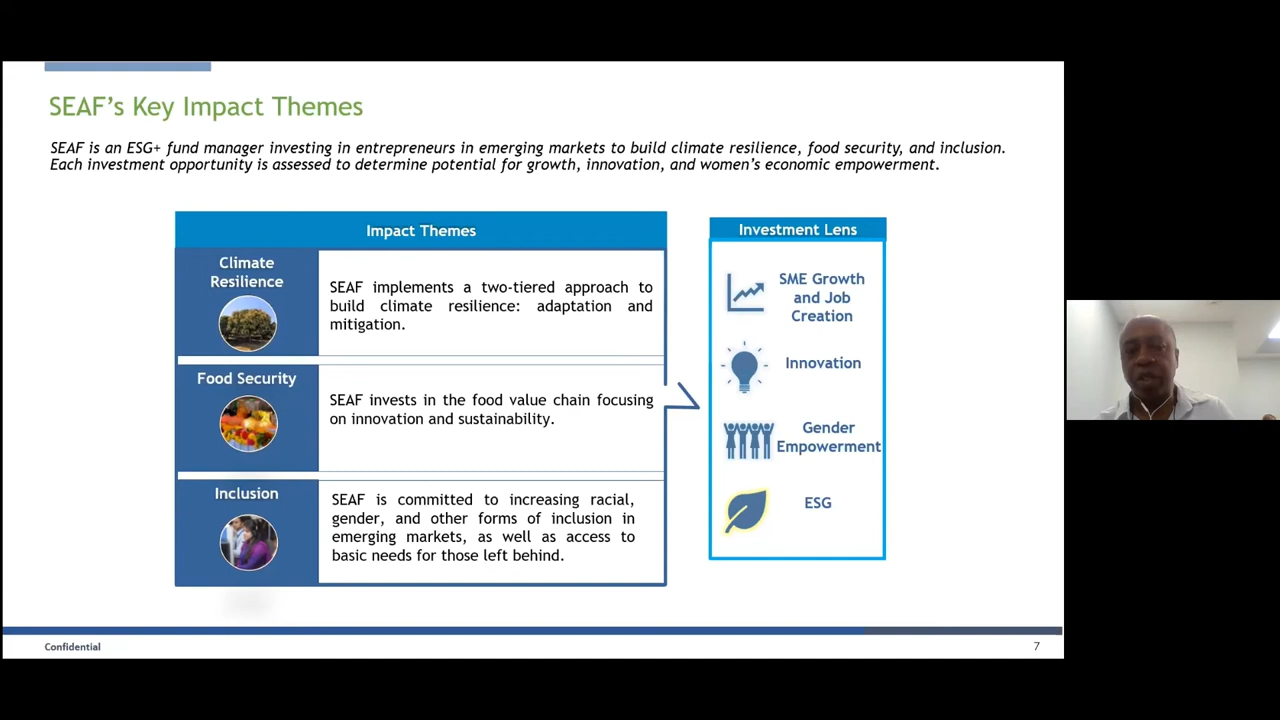 SEAF’s Key Impact Themes
SEAF is an ESG+ fund manager investing in entrepreneurs in emerging markets to build climate resilience, food security, and inclusion.
Each investment opportunity is assessed to determine potential for growth, innovation, and women’s economic empowerment.
Impact Themes
Climate
Resilience
SEAF implements a two-tiered approach to
build climate resilience: adaptation and
mitigation.
Food Security
SEAF invests in the food value chain focusing
on innovation and sustainability.
Inclusion
SEAF is committed to increasing racial,
gender, and other forms of inclusion in
emerging markets, as well as access to
basic needs for those left behind.
Investment Lens
SME Growth
and Job
Creation
Innovation
Gender
Empowerment
ESG
Confidential
7